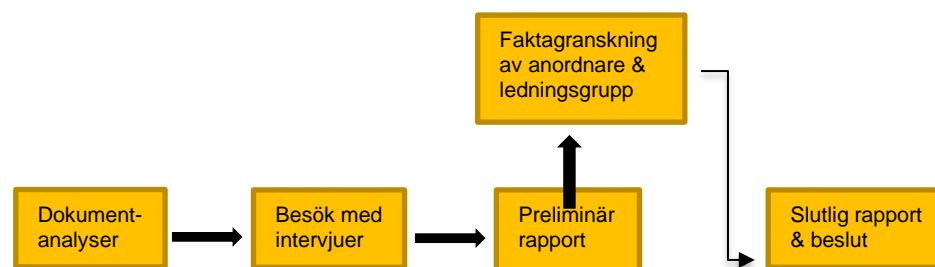 Dokument-
analyser
Besök med
intervjuer
Preliminär
rapport
Faktagranskning
av anordnare &
ledningsgrupp
Slutlig rapport
& beslut